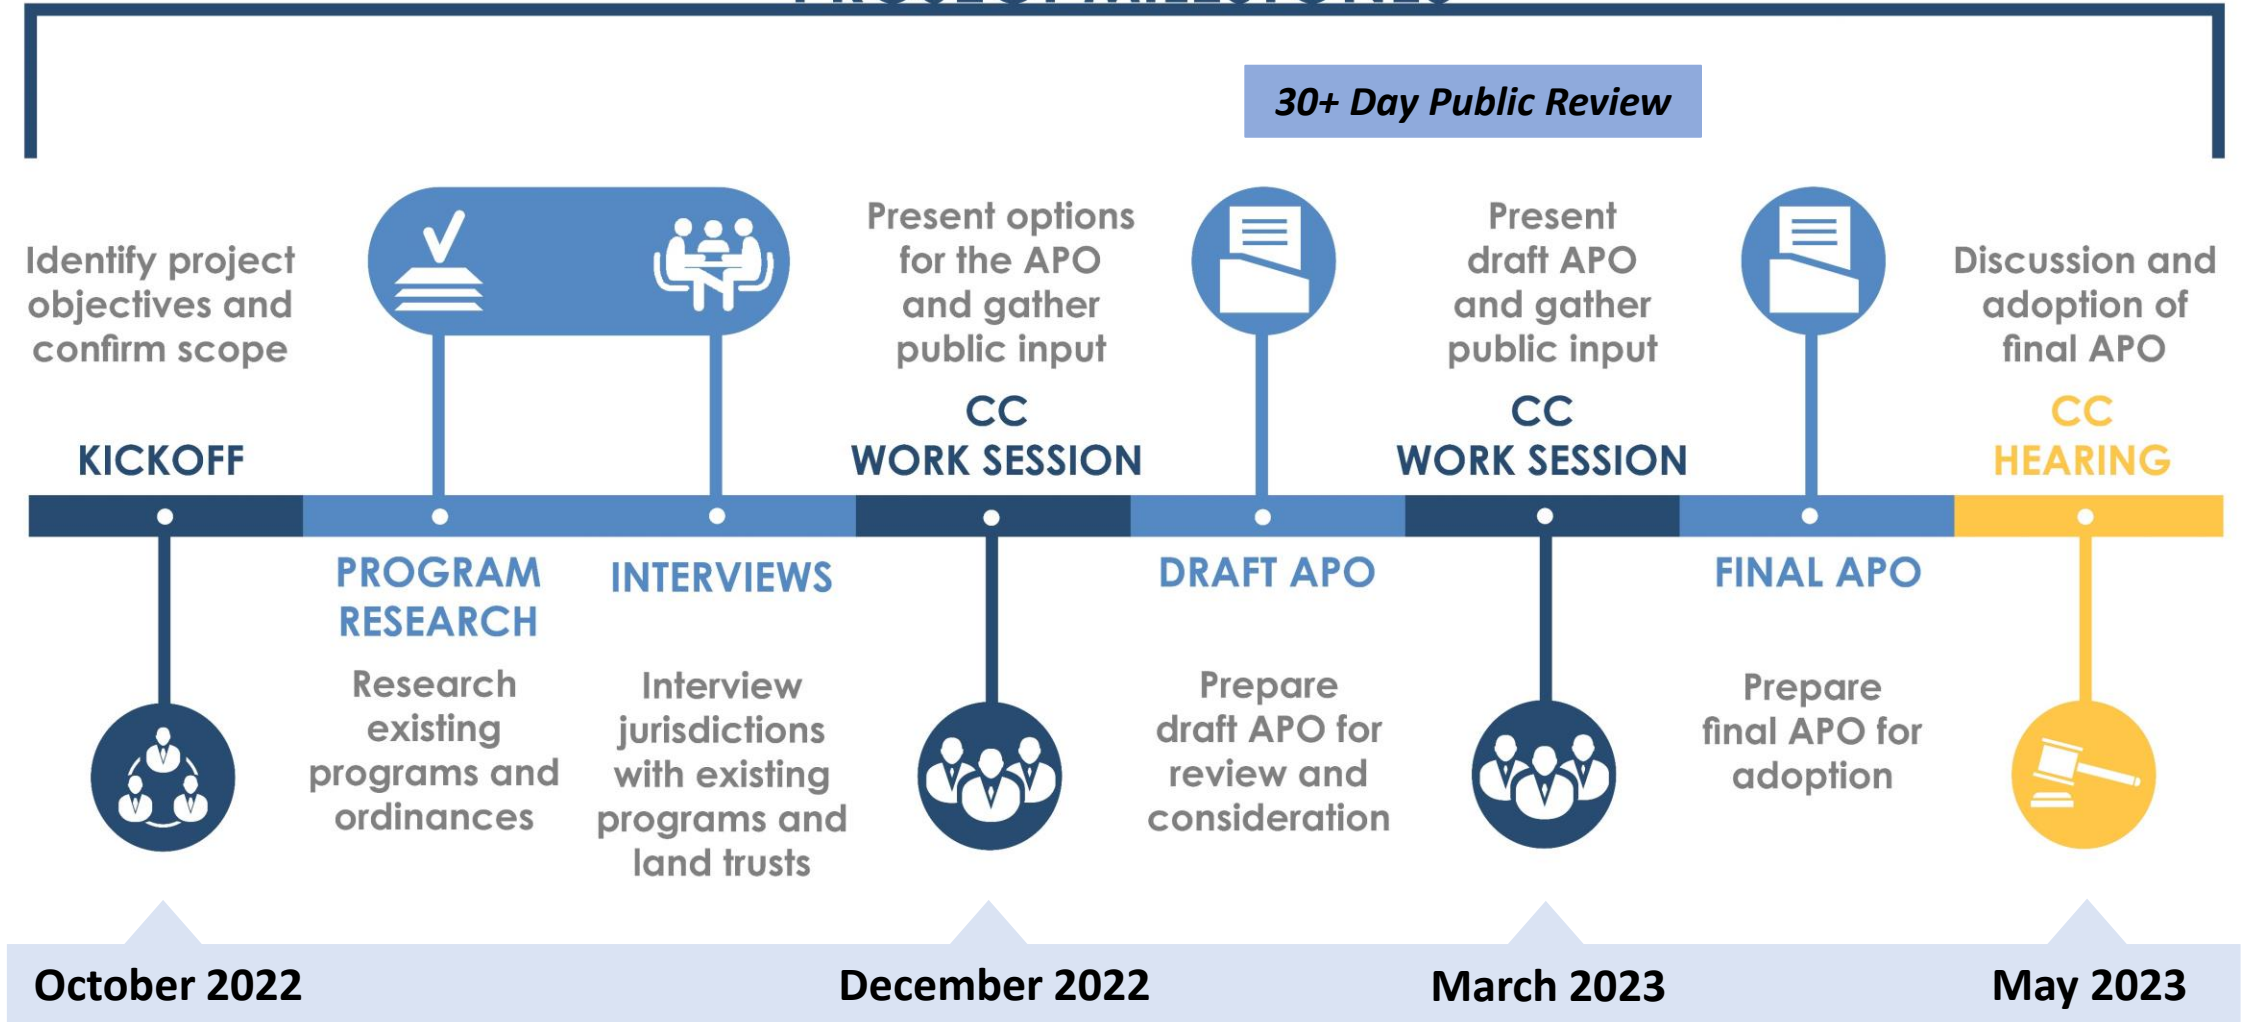 PROJECT MILESTONES
30+ Day Public Review
Identify project
objectives and
confirm scope
KICKOFF
PROGRAM
RESEARCH
Research
existing
programs and
ordinances
INTERVIEWS
Interview
jurisdictions
with existing
programs and
land trusts
Present options
for the APO
and gather
public input
CC
WORK SESSION
DRAFT APO
Prepare
draft APO for
review and
consideration
Present
draft APO
and gather
public input
CC
WORK SESSION
FINAL APO
Prepare
final APO for
adoption
Discussion and
adoption of
final APO
CC
HEARING
October 2022
December 2022
March 2023
May 2023